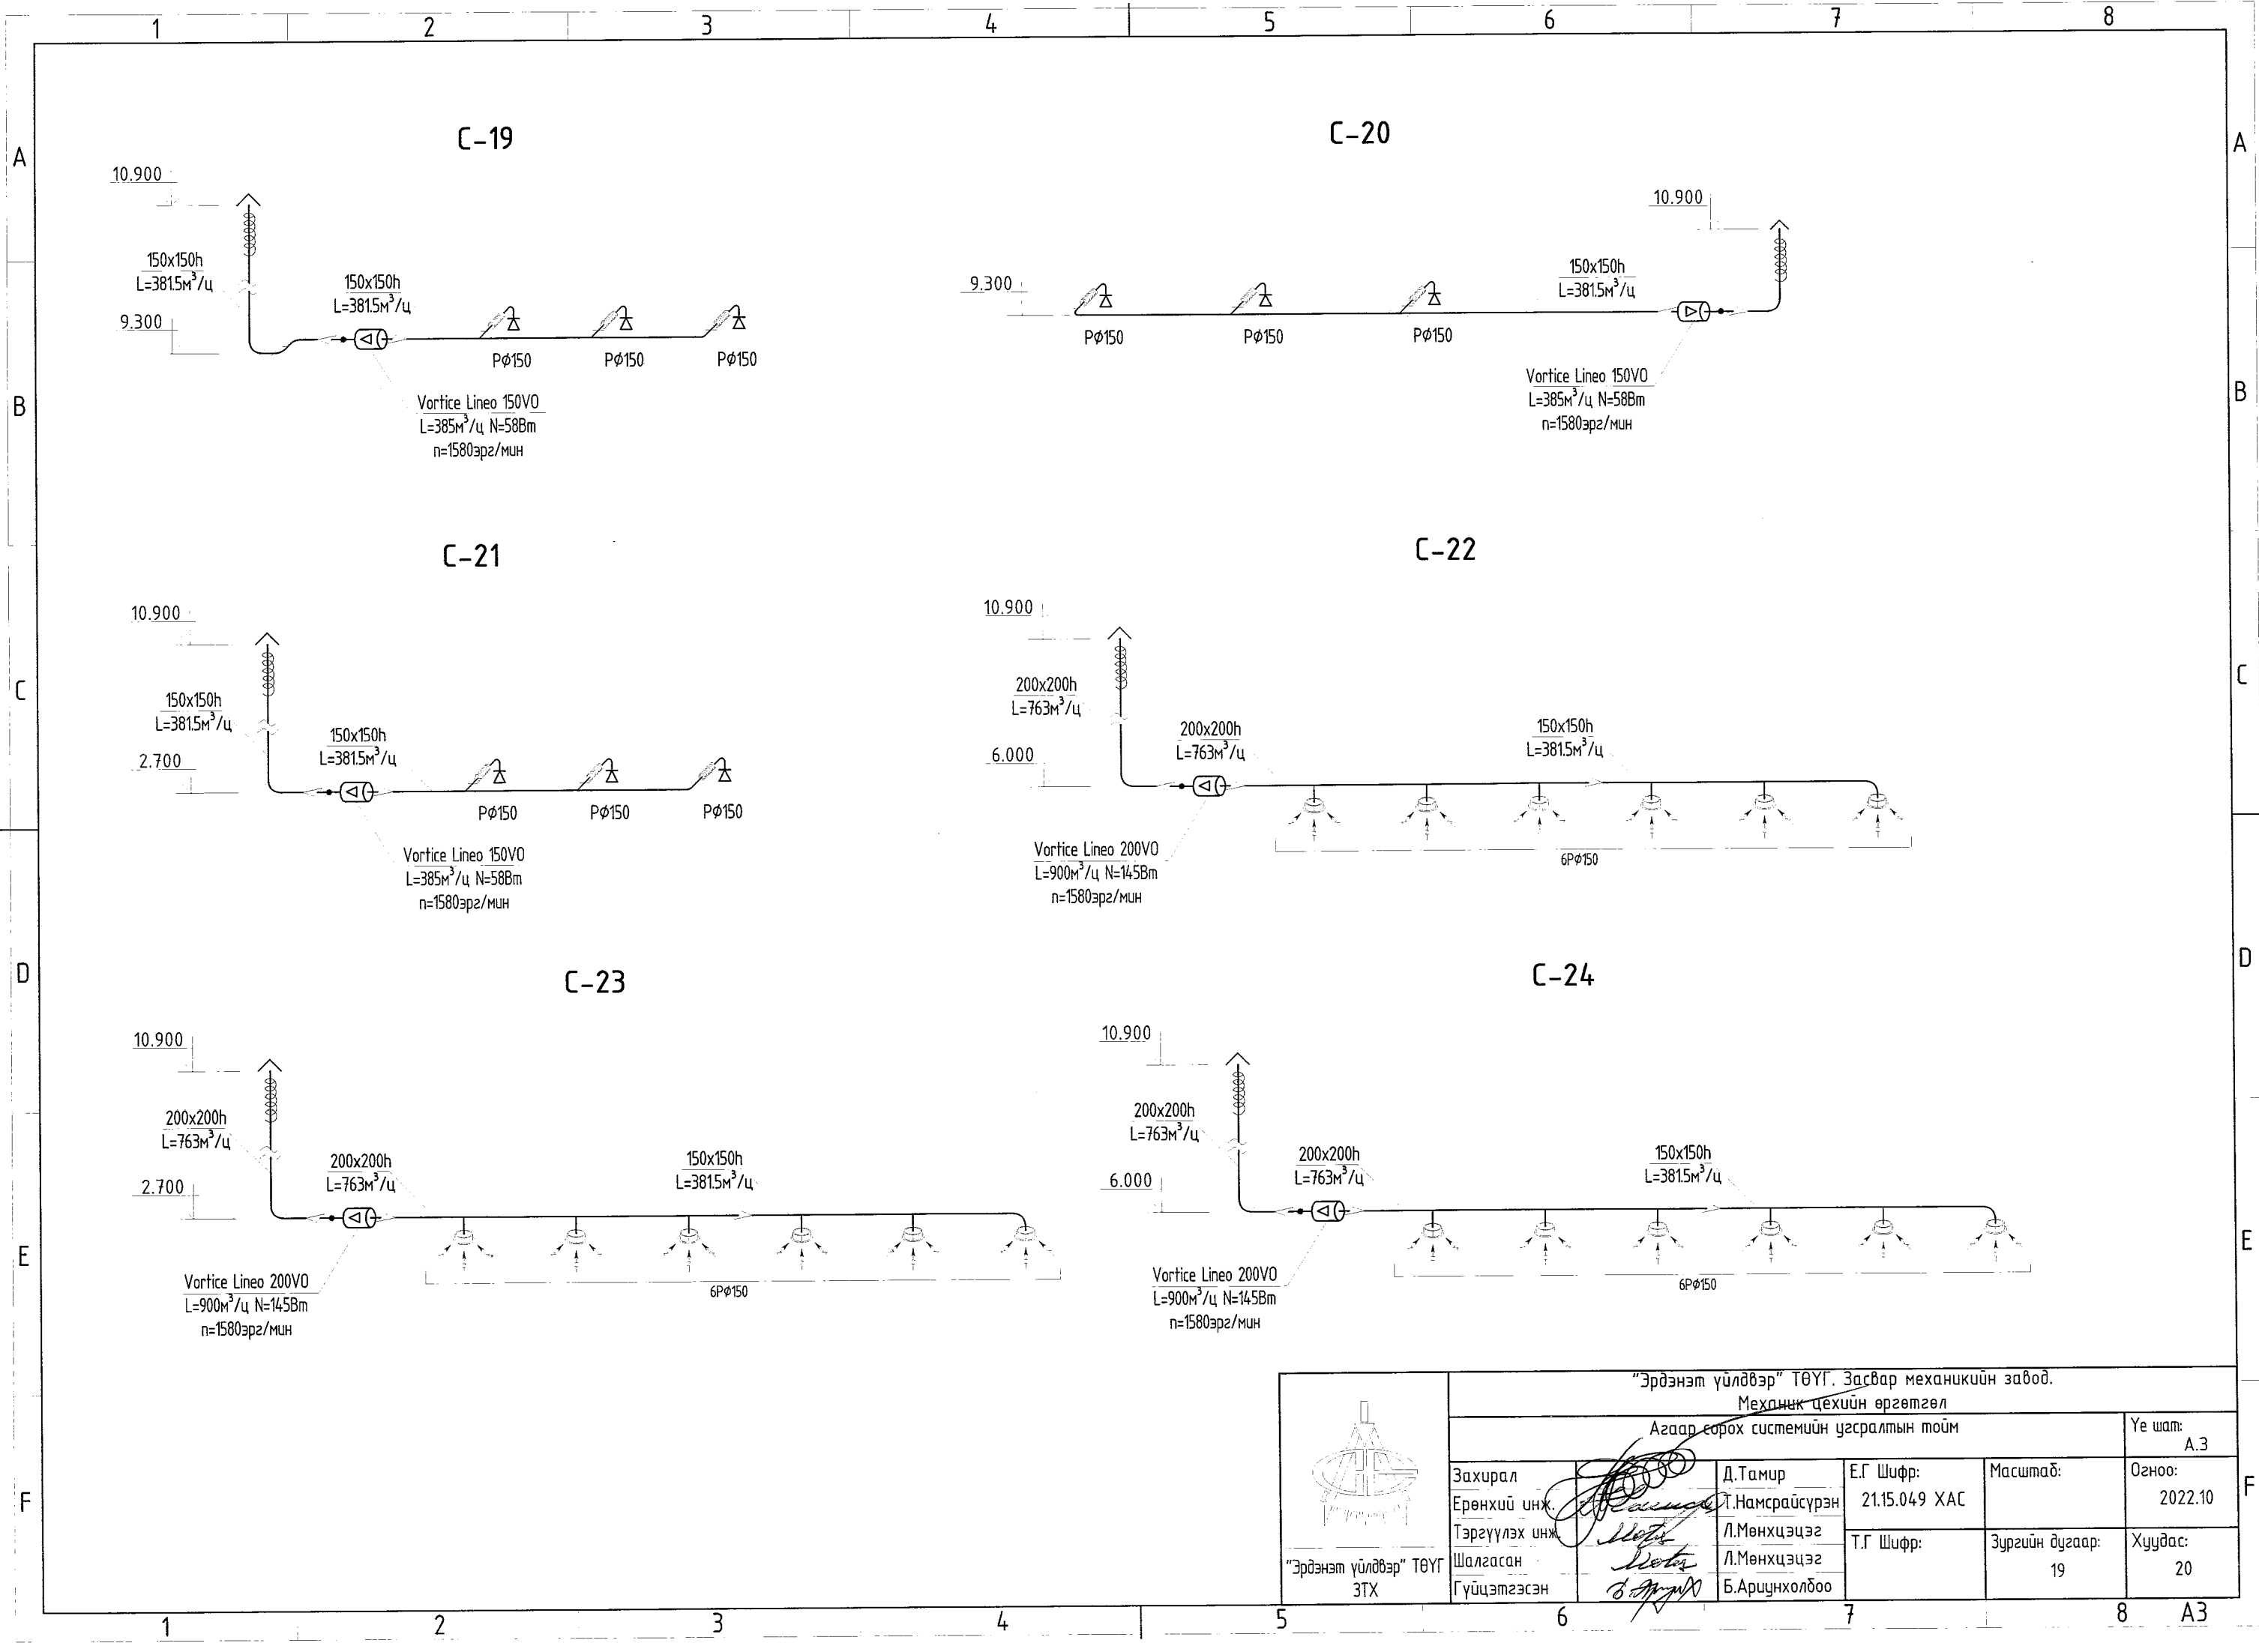 1 2 3 4 5 6 7 8
A A
B B
C C
D D
E E
F F
C-19
10.900
150x150h
L=381.5м³/ц
9.300
150x150h
L=381.5м³/ц
PΦ150 PΦ150 PΦ150
Vortice Lineo 150VO
L=385м³/ц N=58Вт
n=1580эрг/мин
C-20
10.900
9.300
150x150h
L=381.5м³/ц
PΦ150 PΦ150 PΦ150
Vortice Lineo 150VO
L=385м³/ц N=58Вт
n=1580эрг/мин
C-21
10.900
150x150h
L=381.5м³/ц
2.700
150x150h
L=381.5м³/ц
PΦ150 PΦ150 PΦ150
Vortice Lineo 150VO
L=385м³/ц N=58Вт
n=1580эрг/мин
C-22
10.900
200x200h
L=763м³/ц
6.000
200x200h
L=763м³/ц
150x150h
L=381.5м³/ц
6PΦ150
Vortice Lineo 200VO
L=900м³/ц N=145Вт
n=1580эрг/мин
C-23
10.900
200x200h
L=763м³/ц
2.700
200x200h
L=763м³/ц
150x150h
L=381.5м³/ц
6PΦ150
Vortice Lineo 200VO
L=900м³/ц N=145Вт
n=1580эрг/мин
C-24
10.900
200x200h
L=763м³/ц
6.000
200x200h
L=763м³/ц
150x150h
L=381.5м³/ц
6PΦ150
Vortice Lineo 200VO
L=900м³/ц N=145Вт
n=1580эрг/мин
"Эрдэнэт үйлдвэр" ТӨҮГ. Засвар механикийн завод.
Механик цехийн өргөтгөл
Агаар сорох системийн угсралтын тойм
Үе шат:
А.З
Захирал Д.Тамир
Ерөнхий инж. Т.Намсрайсүрэн
Тэргүүлэх инж. Л.Мөнхцэцэг
Шалгасан Л.Мөнхцэцэг
Гүйцэтгэсэн Б.Ариунхолбоо
Е.Г Шифр:
21.15.049 ХАС
Масштаб:
Огноо:
2022.10
Т.Г Шифр:
Зургийн дугаар:
19
Хуудас:
20
"Эрдэнэт үйлдвэр" ТӨҮГ
ЗТХ
1 2 3 4 5 6 7 8 A3